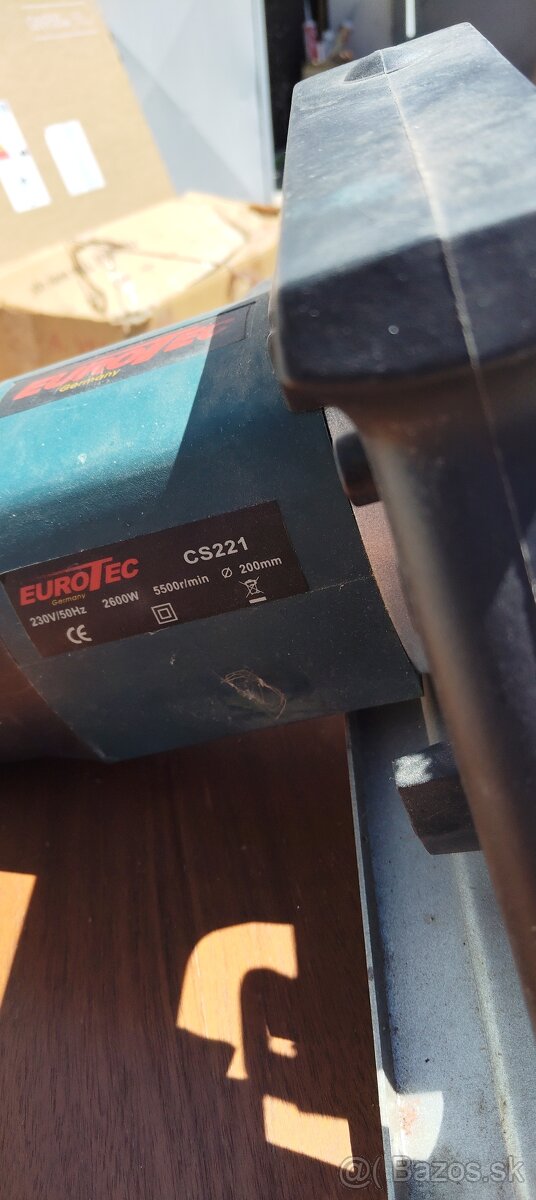 EUROTEC
Germany
CS221
EUROTEC
Germany
230V/50Hz 2600W 5500r/min Ø 200mm
CE
Bazos.sk